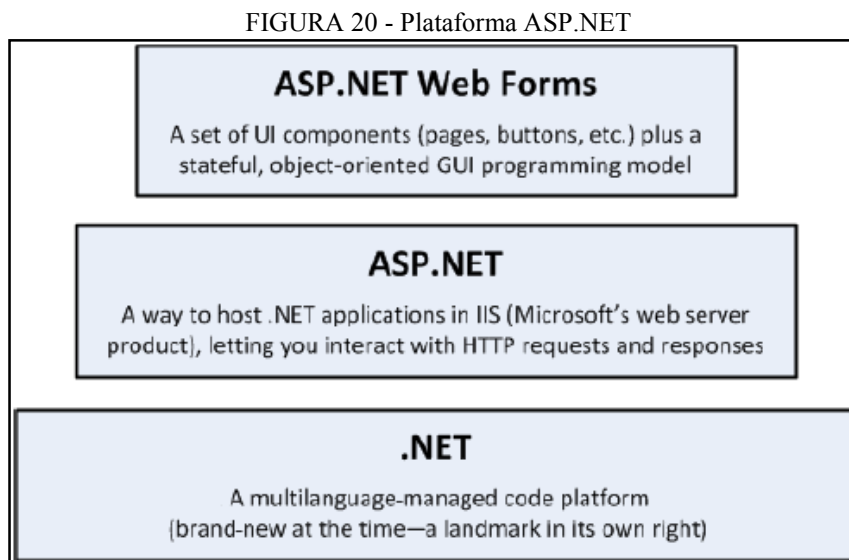 FIGURA 20 - Plataforma ASP.NET
ASP.NET Web Forms
A set of UI components (pages, buttons, etc.) plus a
stateful, object-oriented GUI programming model
ASP.NET
A way to host .NET applications in IIS (Microsoft's web server
product), letting you interact with HTTP requests and responses
.NET
A multilanguage-managed code platform
(brand-new at the time—a landmark in its own right)